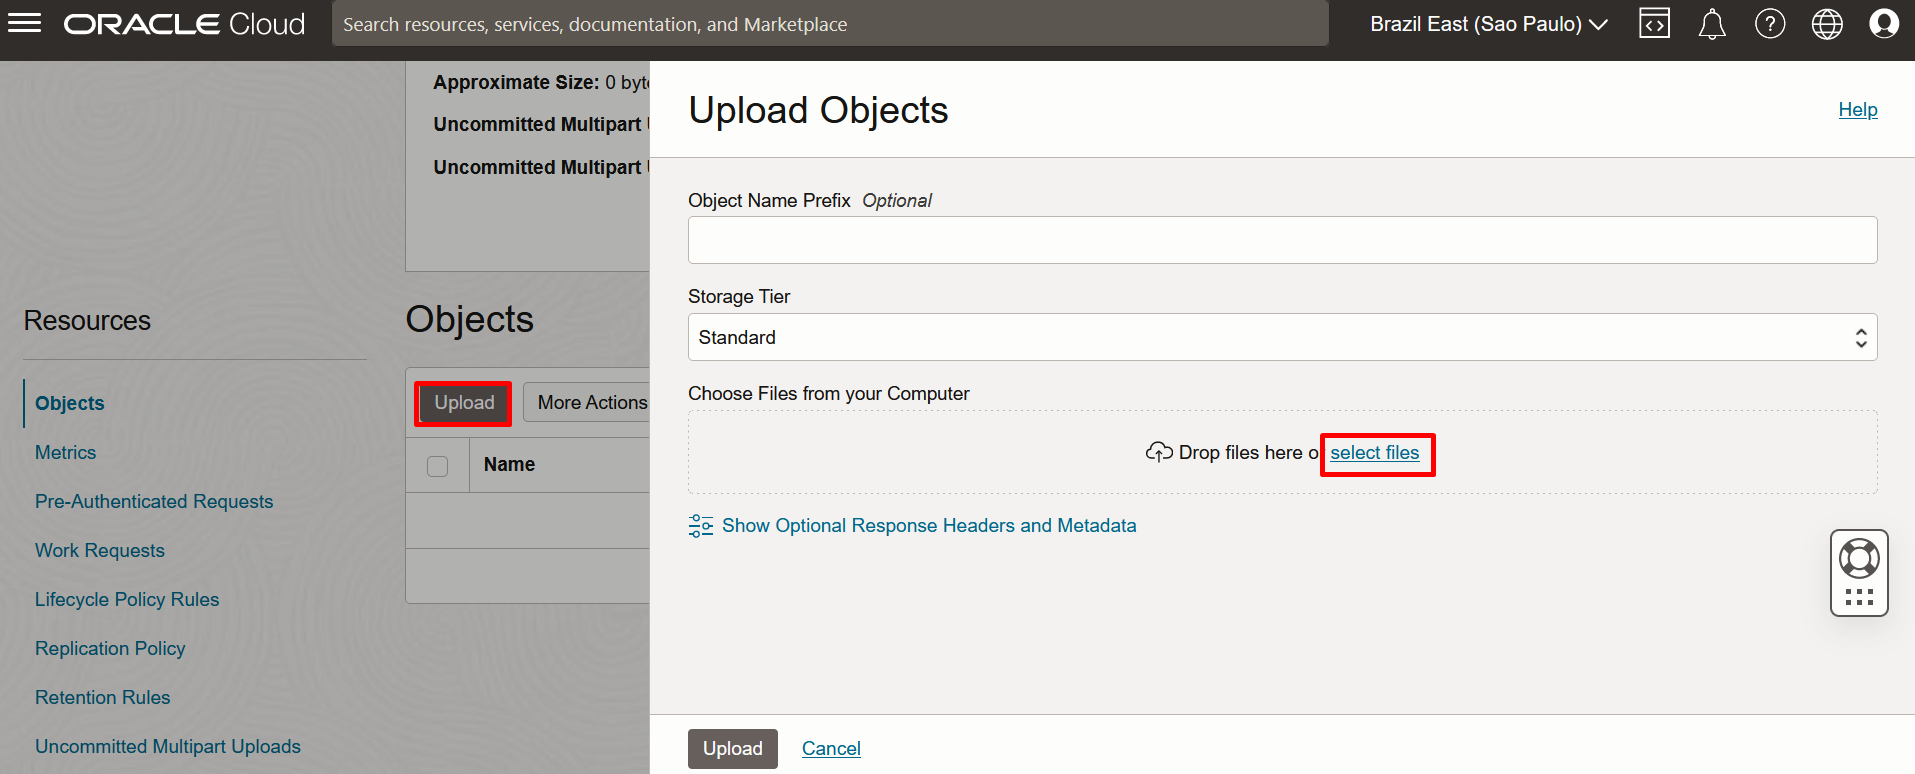 ORACLE Cloud
Search resources, services, documentation, and Marketplace
Brazil East (Sao Paulo)
Approximate Size: 0 byt
Uncommitted Multipart
Uncommitted Multipart
Resources
Objects
Metrics
Pre-Authenticated Requests
Work Requests
Lifecycle Policy Rules
Replication Policy
Retention Rules
Uncommitted Multipart Uploads
Objects
Upload
More Actions
Name
Upload Objects
Help
Object Name Prefix Optional
Storage Tier
Standard
Choose Files from your Computer
Drop files here o select files
Show Optional Response Headers and Metadata
Upload
Cancel